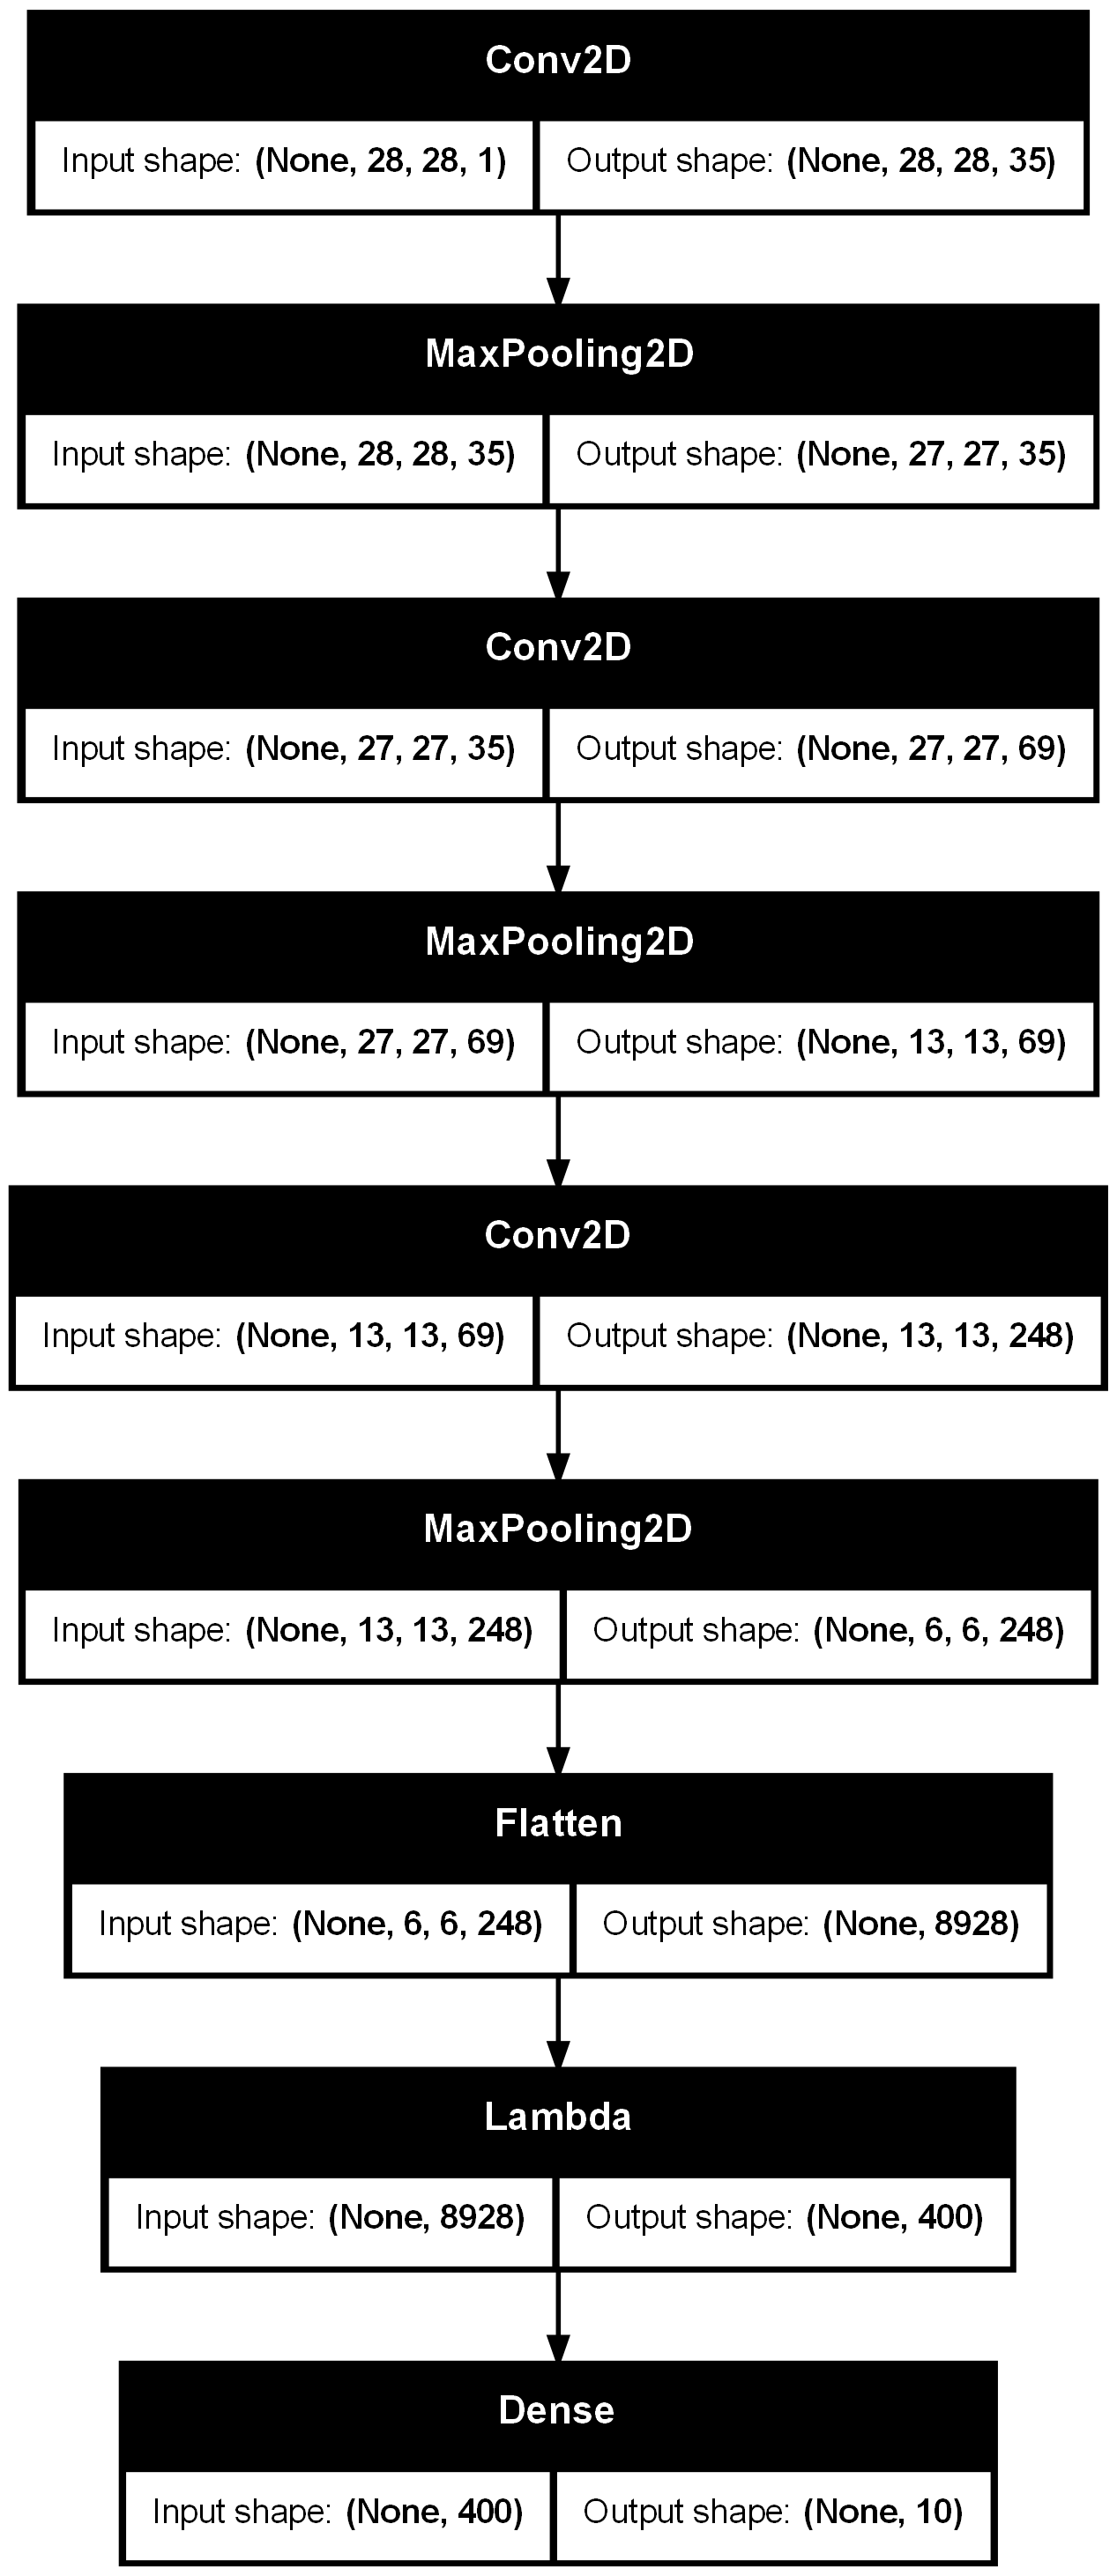 Conv2D
Input shape: (None, 28, 28, 1) Output shape: (None, 28, 28, 35)
MaxPooling2D
Input shape: (None, 28, 28, 35) Output shape: (None, 27, 27, 35)
Conv2D
Input shape: (None, 27, 27, 35) Output shape: (None, 27, 27, 69)
MaxPooling2D
Input shape: (None, 27, 27, 69) Output shape: (None, 13, 13, 69)
Conv2D
Input shape: (None, 13, 13, 69) Output shape: (None, 13, 13, 248)
MaxPooling2D
Input shape: (None, 13, 13, 248) Output shape: (None, 6, 6, 248)
Flatten
Input shape: (None, 6, 6, 248) Output shape: (None, 8928)
Lambda
Input shape: (None, 8928) Output shape: (None, 400)
Dense
Input shape: (None, 400) Output shape: (None, 10)